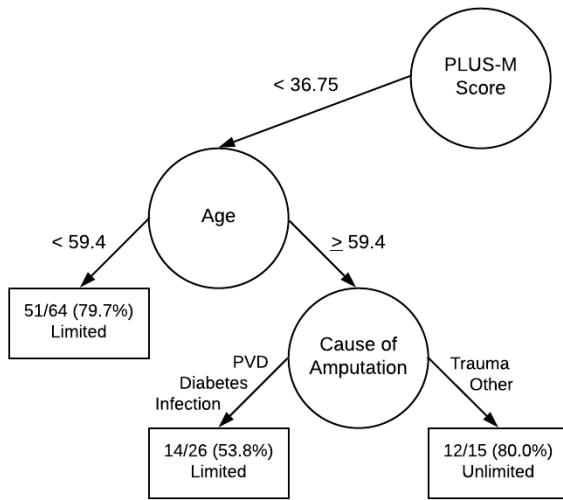 PLUS-M
Score
< 36.75
Age
< 59.4
≥ 59.4
51/64 (79.7%)
Limited
Cause of
Amputation
PVD
Diabetes
Infection
Trauma
Other
14/26 (53.8%)
Limited
12/15 (80.0%)
Unlimited